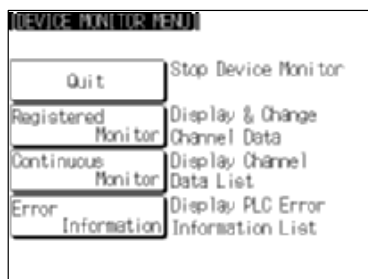 [DEVICE MONITOR MENU]
Quit
Stop Device Monitor
Registered
Monitor
Display & Change
Channel Data
Continuous
Monitor
Display Channel
Data List
Error
Information
Display PLC Error
Information List